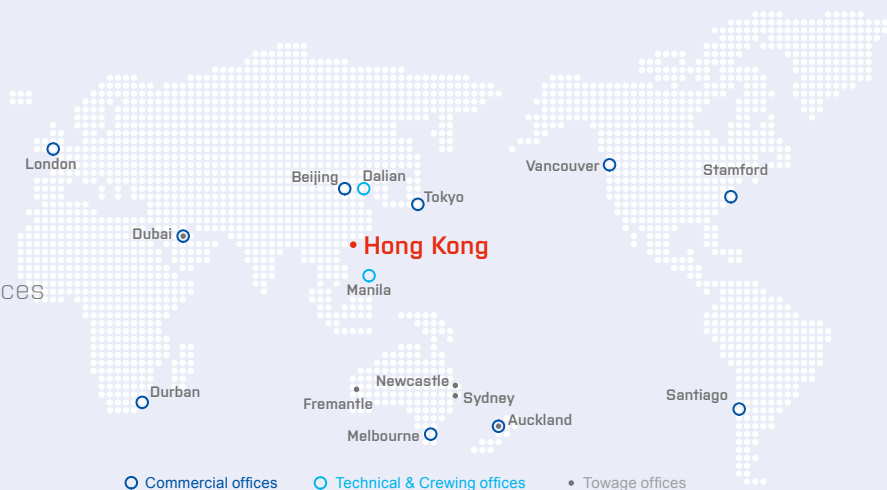 London
Beijing
Dalian
Vancouver
Stamford
Tokyo
Dubai
Hong Kong
ces
Manila
Newcastle
Durban
Fremantle
Sydney
Santiago
Melbourne
Auckland
Commercial offices
Technical & Crewing offices
Towage offices